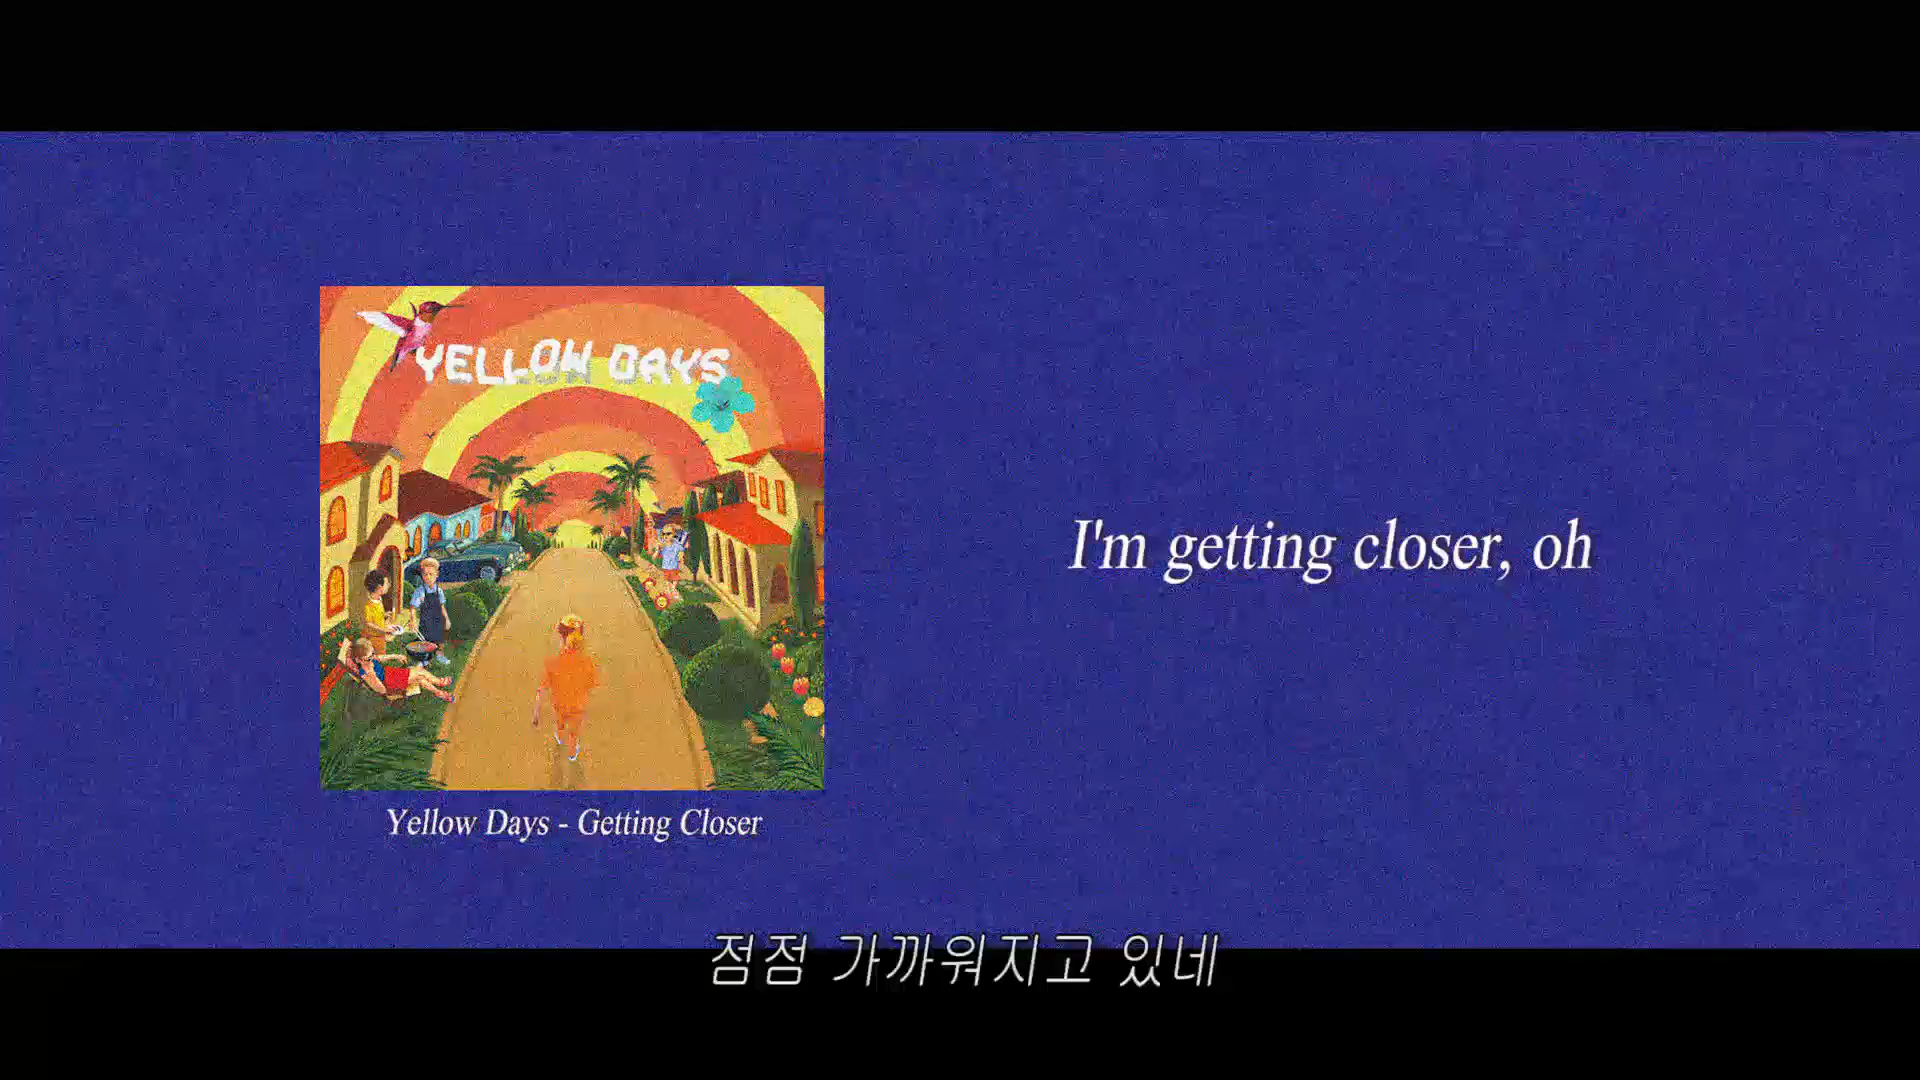 YELLOW DAYS
I'm getting closer, oh
Yellow Days - Getting Closer
점점 가까워지고 있네